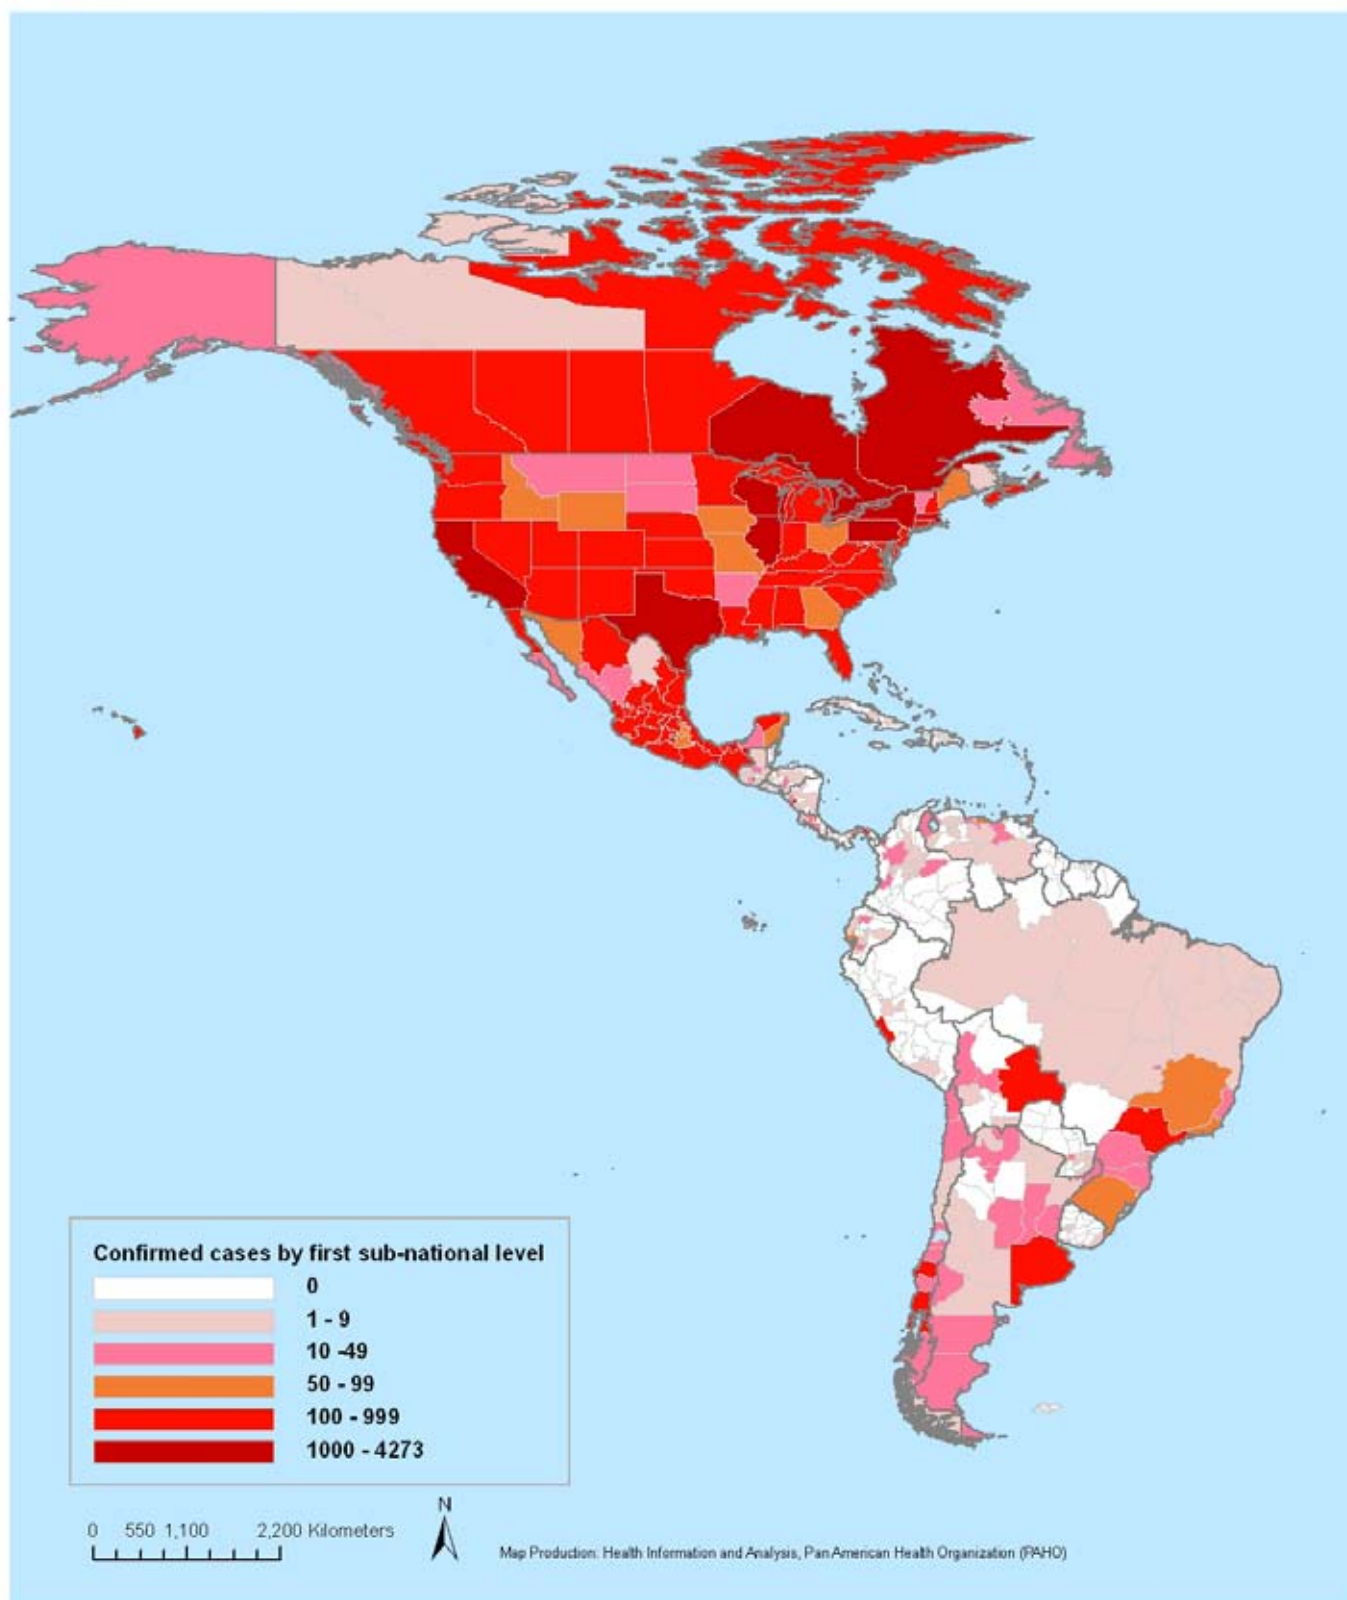 Confirmed cases by first sub-national level
0
1 - 9
10 -49
50 - 99
100 - 999
1000 - 4273
N
0 550 1,100 2,200 Kilometers
Map Production: Health Information and Analysis, Pan American Health Organization (PAHO)